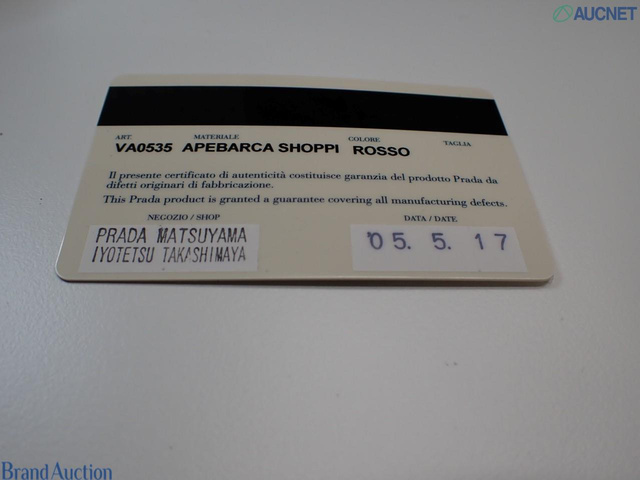 AUCNET
ART. MATERIALE COLORE TAGLIA
VA0535 APEBARCA SHOPPI ROSSO
Il presente certificato di autenticità costituisce garanzia del prodotto Prada da
difetti originari di fabbricazione.
This Prada product is granted a guarantee covering all manufacturing defects.
NEGOZIO / SHOP DATA / DATE
PRADA MATSUYAMA
IYOTETSU TAKASHIMAYA
'05. 5. 17
Brand Auction